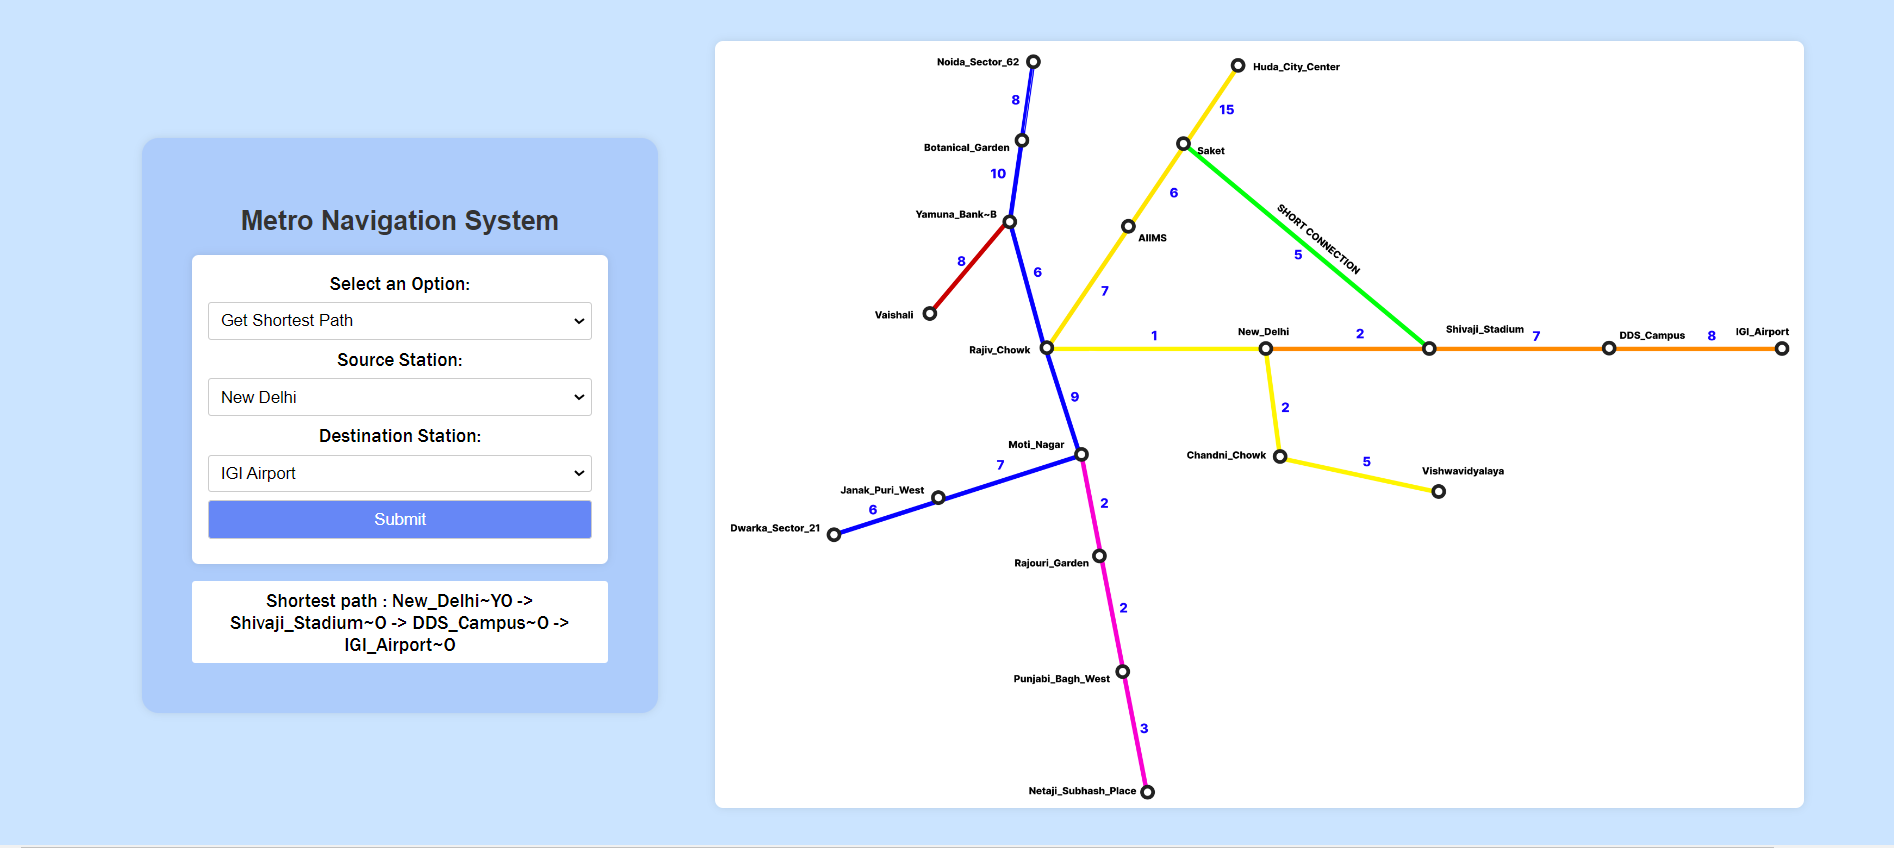 Metro Navigation System
Select an Option:
Get Shortest Path
Source Station:
New Delhi
Destination Station:
IGI Airport
Submit
Shortest path : New_Delhi~YO ->
Shivaji_Stadium~O -> DDS_Campus~O ->
IGI_Airport~O
Noida_Sector_62
Huda_City_Center
8
15
Botanical_Garden
Saket
10
6
Yamuna_Bank~B
SHORT CONNECTION
AIIMS
5
8
6
7
Vaishali
Rajiv_Chowk
1
New_Delhi
2
Shivaji_Stadium
7
DDS_Campus
8
IGI_Airport
9
2
Moti_Nagar
Chandni_Chowk
5
Vishwavidyalaya
7
Janak_Puri_West
6
2
Dwarka_Sector_21
Rajouri_Garden
2
Punjabi_Bagh_West
3
Netaji_Subhash_Place